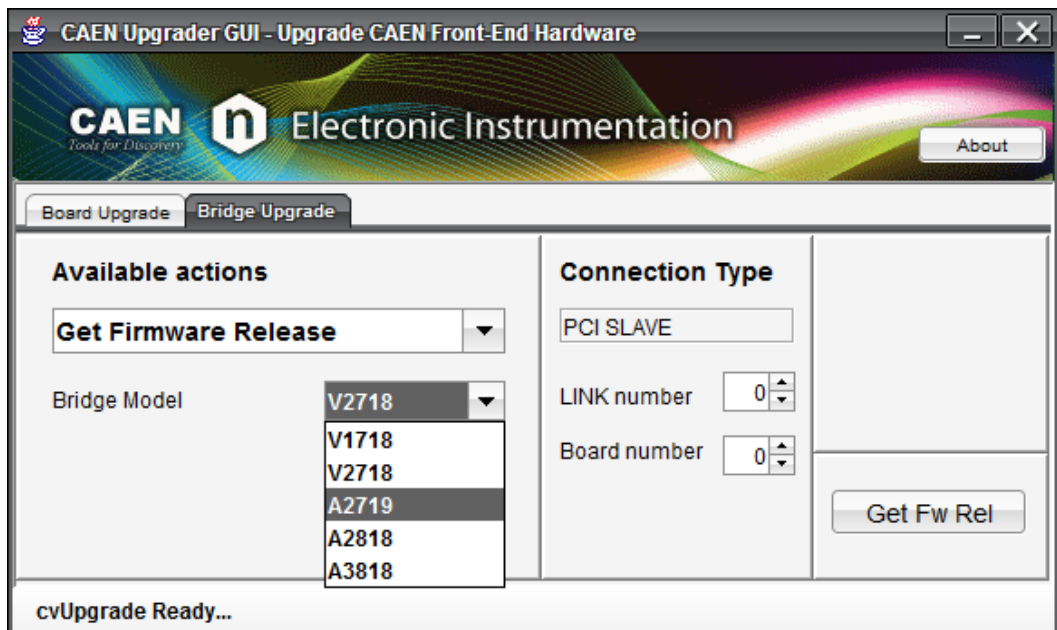 CAEN Upgrader GUI - Upgrade CAEN Front-End Hardware
CAEN
Tools for Discovery
n
Electronic Instrumentation
About
Board Upgrade
Bridge Upgrade
Available actions
Get Firmware Release
Bridge Model
V2718
V1718
V2718
A2719
A2818
A3818
Connection Type
PCI SLAVE
LINK number
0
Board number
0
Get Fw Rel
cvUpgrade Ready...